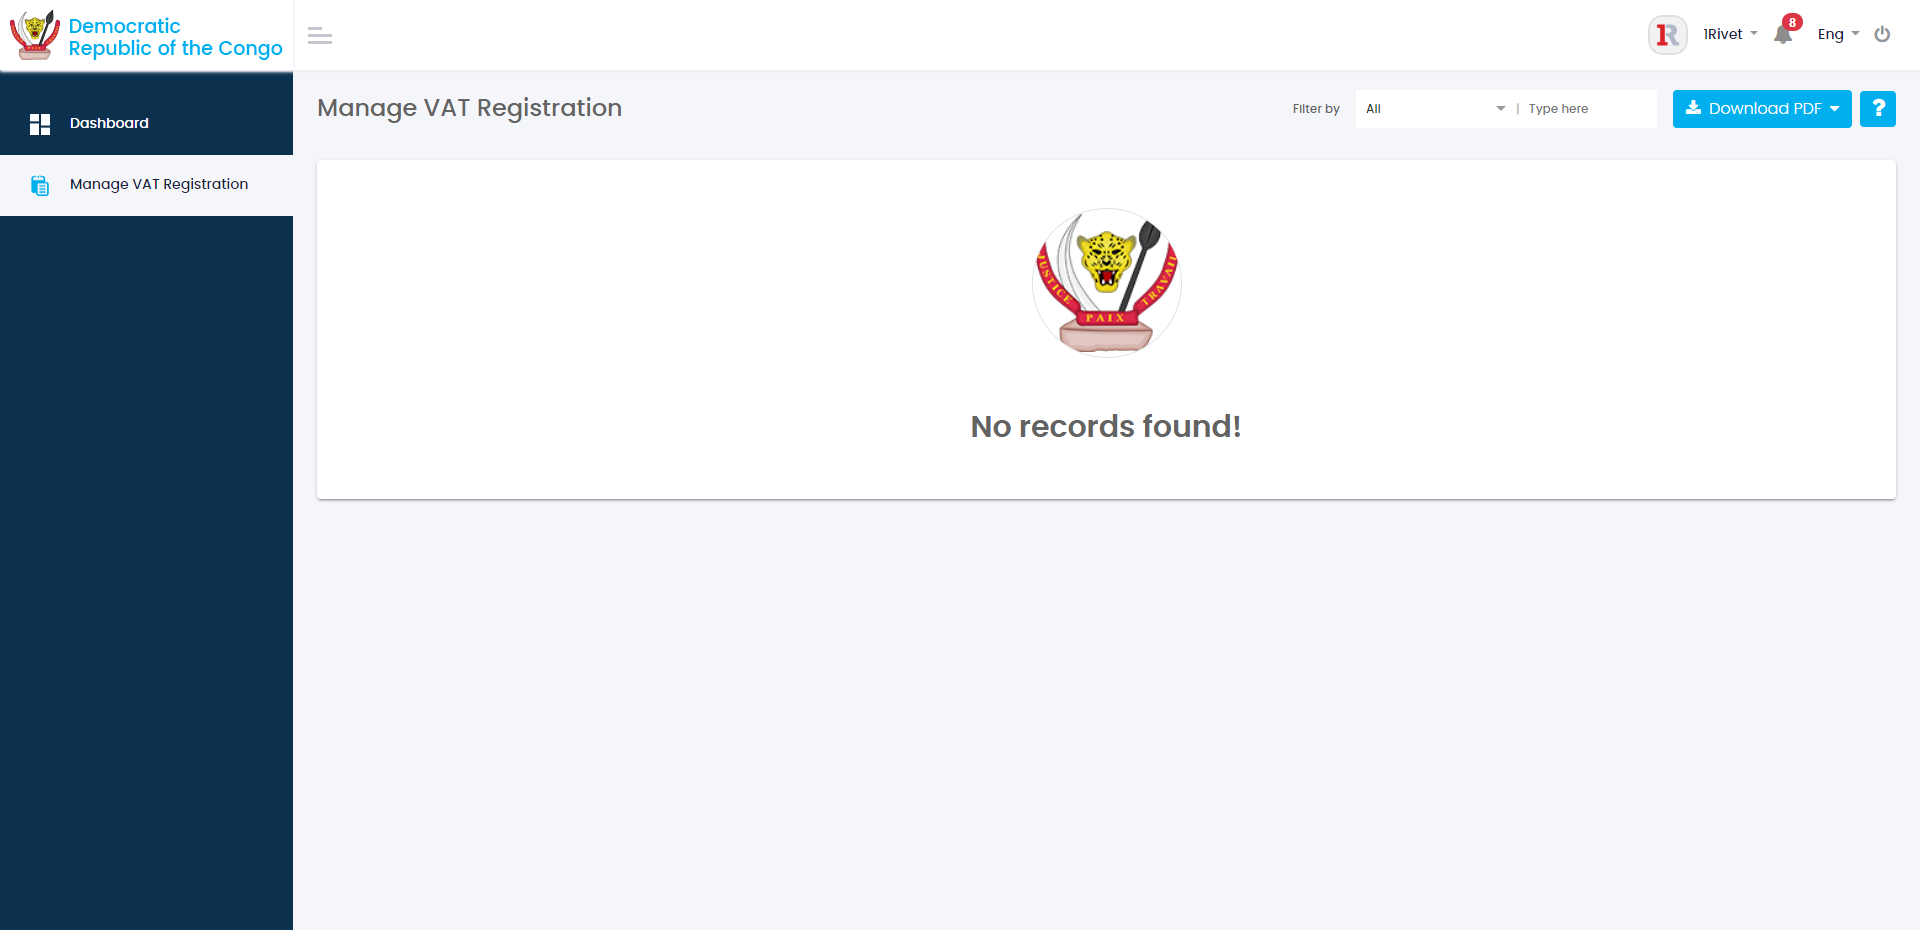 Democratic
Republic of the Congo
1Rivet
8
Eng
Dashboard
Manage VAT Registration
Manage VAT Registration
Filter by
All
| Type here
Download PDF
?
JUSTICE
PAIX
TRAVAIL
No records found!